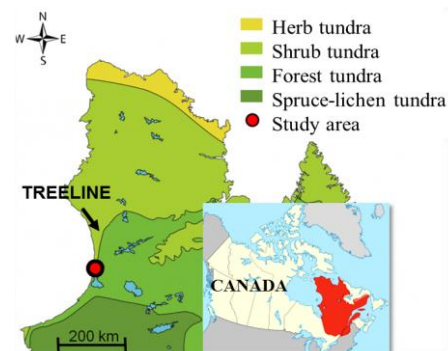 N
W
E
S
Herb tundra
Shrub tundra
Forest tundra
Spruce-lichen tundra
Study area
TREELINE
CANADA
200 km